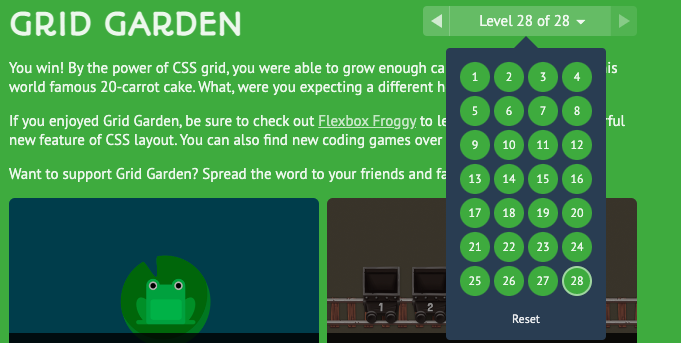 GRID GARDEN
Level 28 of 28
You win! By the power of CSS grid, you were able to grow enough
world famous 20-carrot cake. What, were you expecting a different
If you enjoyed Grid Garden, be sure to check out Flexbox Froggy to
new feature of CSS layout. You can also find new coding games over
Want to support Grid Garden? Spread the word to your friends and
1 2 3 4
5 6 7 8
9 10 11 12
13 14 15 16
17 18 19 20
21 22 23 24
25 26 27 28
Reset
1 2